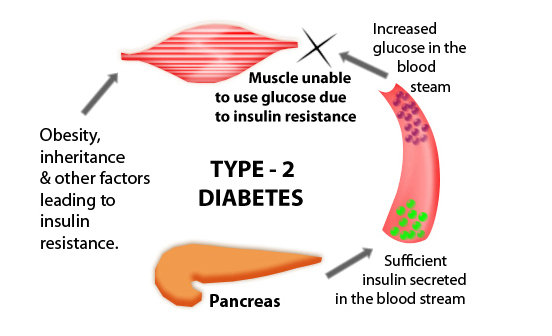 Increased
glucose in the
blood
steam
Muscle unable
to use glucose due
to insulin resistance
Obesity,
inheritance
& other factors
leading to
insulin
resistance.
TYPE - 2
DIABETES
Sufficient
insulin secreted
in the blood stream
Pancreas